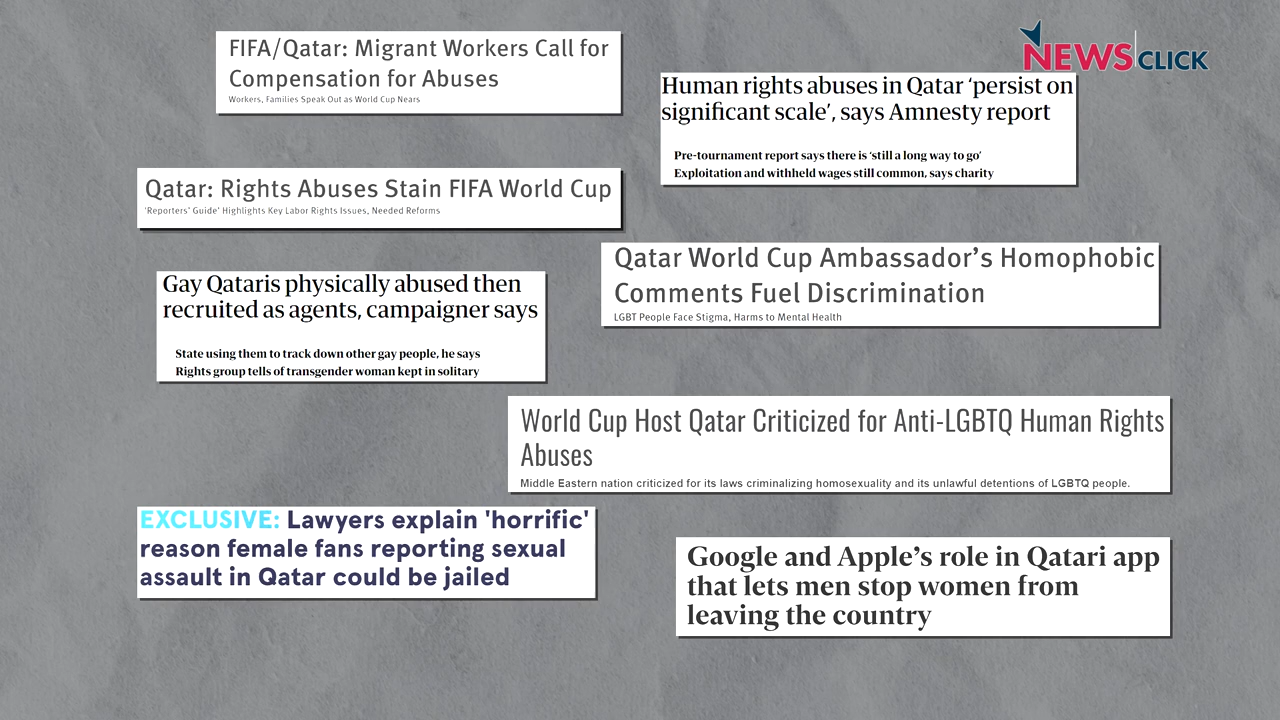 FIFA/Qatar: Migrant Workers Call for
Compensation for Abuses
Workers, Families Speak Out as World Cup Nears
NEWSCLICK
Human rights abuses in Qatar ‘persist on
significant scale’, says Amnesty report
Pre-tournament report says there is ‘still a long way to go’
Exploitation and withheld wages still common, says charity
Qatar: Rights Abuses Stain FIFA World Cup
'Reporters' Guide' Highlights Key Labor Rights Issues, Needed Reforms
Qatar World Cup Ambassador’s Homophobic
Comments Fuel Discrimination
LGBT People Face Stigma, Harms to Mental Health
Gay Qataris physically abused then
recruited as agents, campaigner says
State using them to track down other gay people, he says
Rights group tells of transgender woman kept in solitary
World Cup Host Qatar Criticized for Anti-LGBTQ Human Rights
Abuses
Middle Eastern nation criticized for its laws criminalizing homosexuality and its unlawful detentions of LGBTQ people.
EXCLUSIVE: Lawyers explain 'horrific'
reason female fans reporting sexual
assault in Qatar could be jailed
Google and Apple’s role in Qatari app
that lets men stop women from
leaving the country